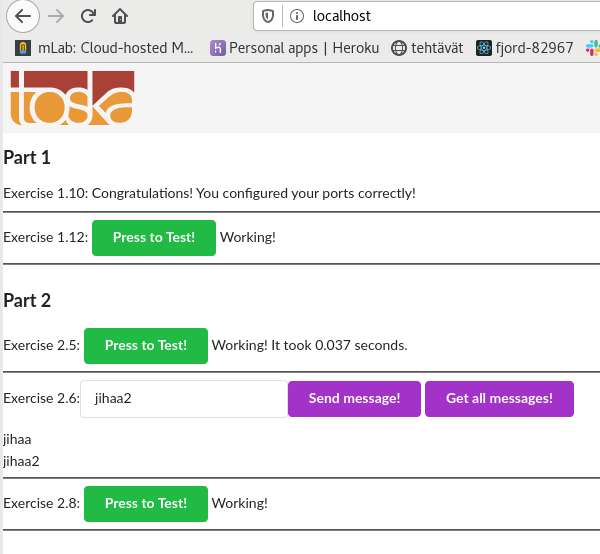 localhost
mLab: Cloud-hosted M... Personal apps | Heroku tehtävät fjord-82967
toska
Part 1
Exercise 1.10: Congratulations! You configured your ports correctly!
Exercise 1.12: Press to Test! Working!
Part 2
Exercise 2.5: Press to Test! Working! It took 0.037 seconds.
Exercise 2.6: jihaa2 Send message! Get all messages!
jihaa
jihaa2
Exercise 2.8: Press to Test! Working!